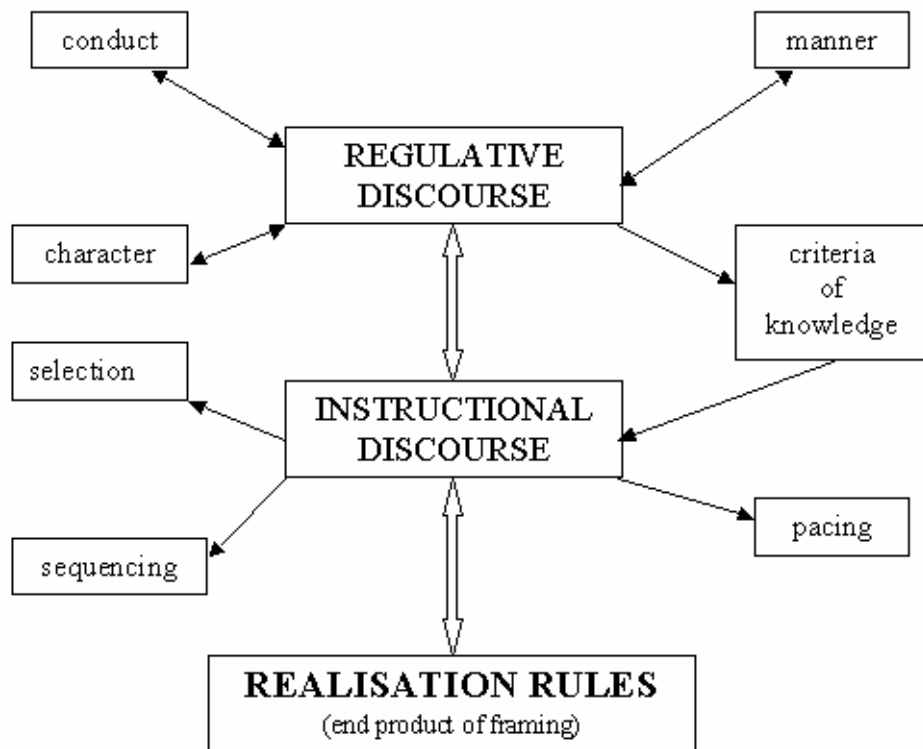 conduct
manner
REGULATIVE
DISCOURSE
character
criteria
of
knowledge
selection
INSTRUCTIONAL
DISCOURSE
pacing
sequencing
REALISATION RULES
(end product of framing)